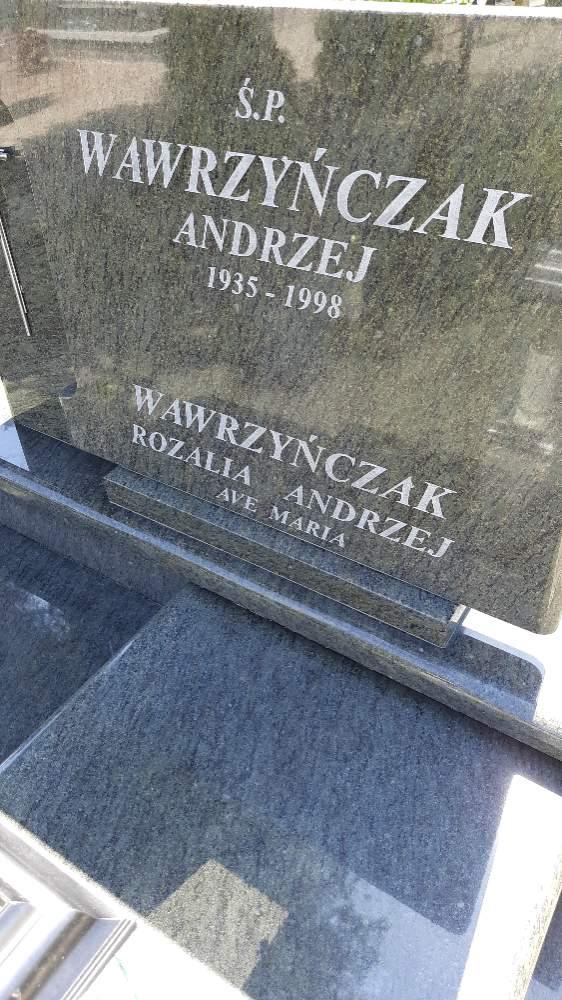 Ś.P.
WAWRZYŃCZAK
ANDRZEJ
1935 - 1998
WAWRZYŃCZAK
ROZALIA ANDRZEJ
AVE MARIA